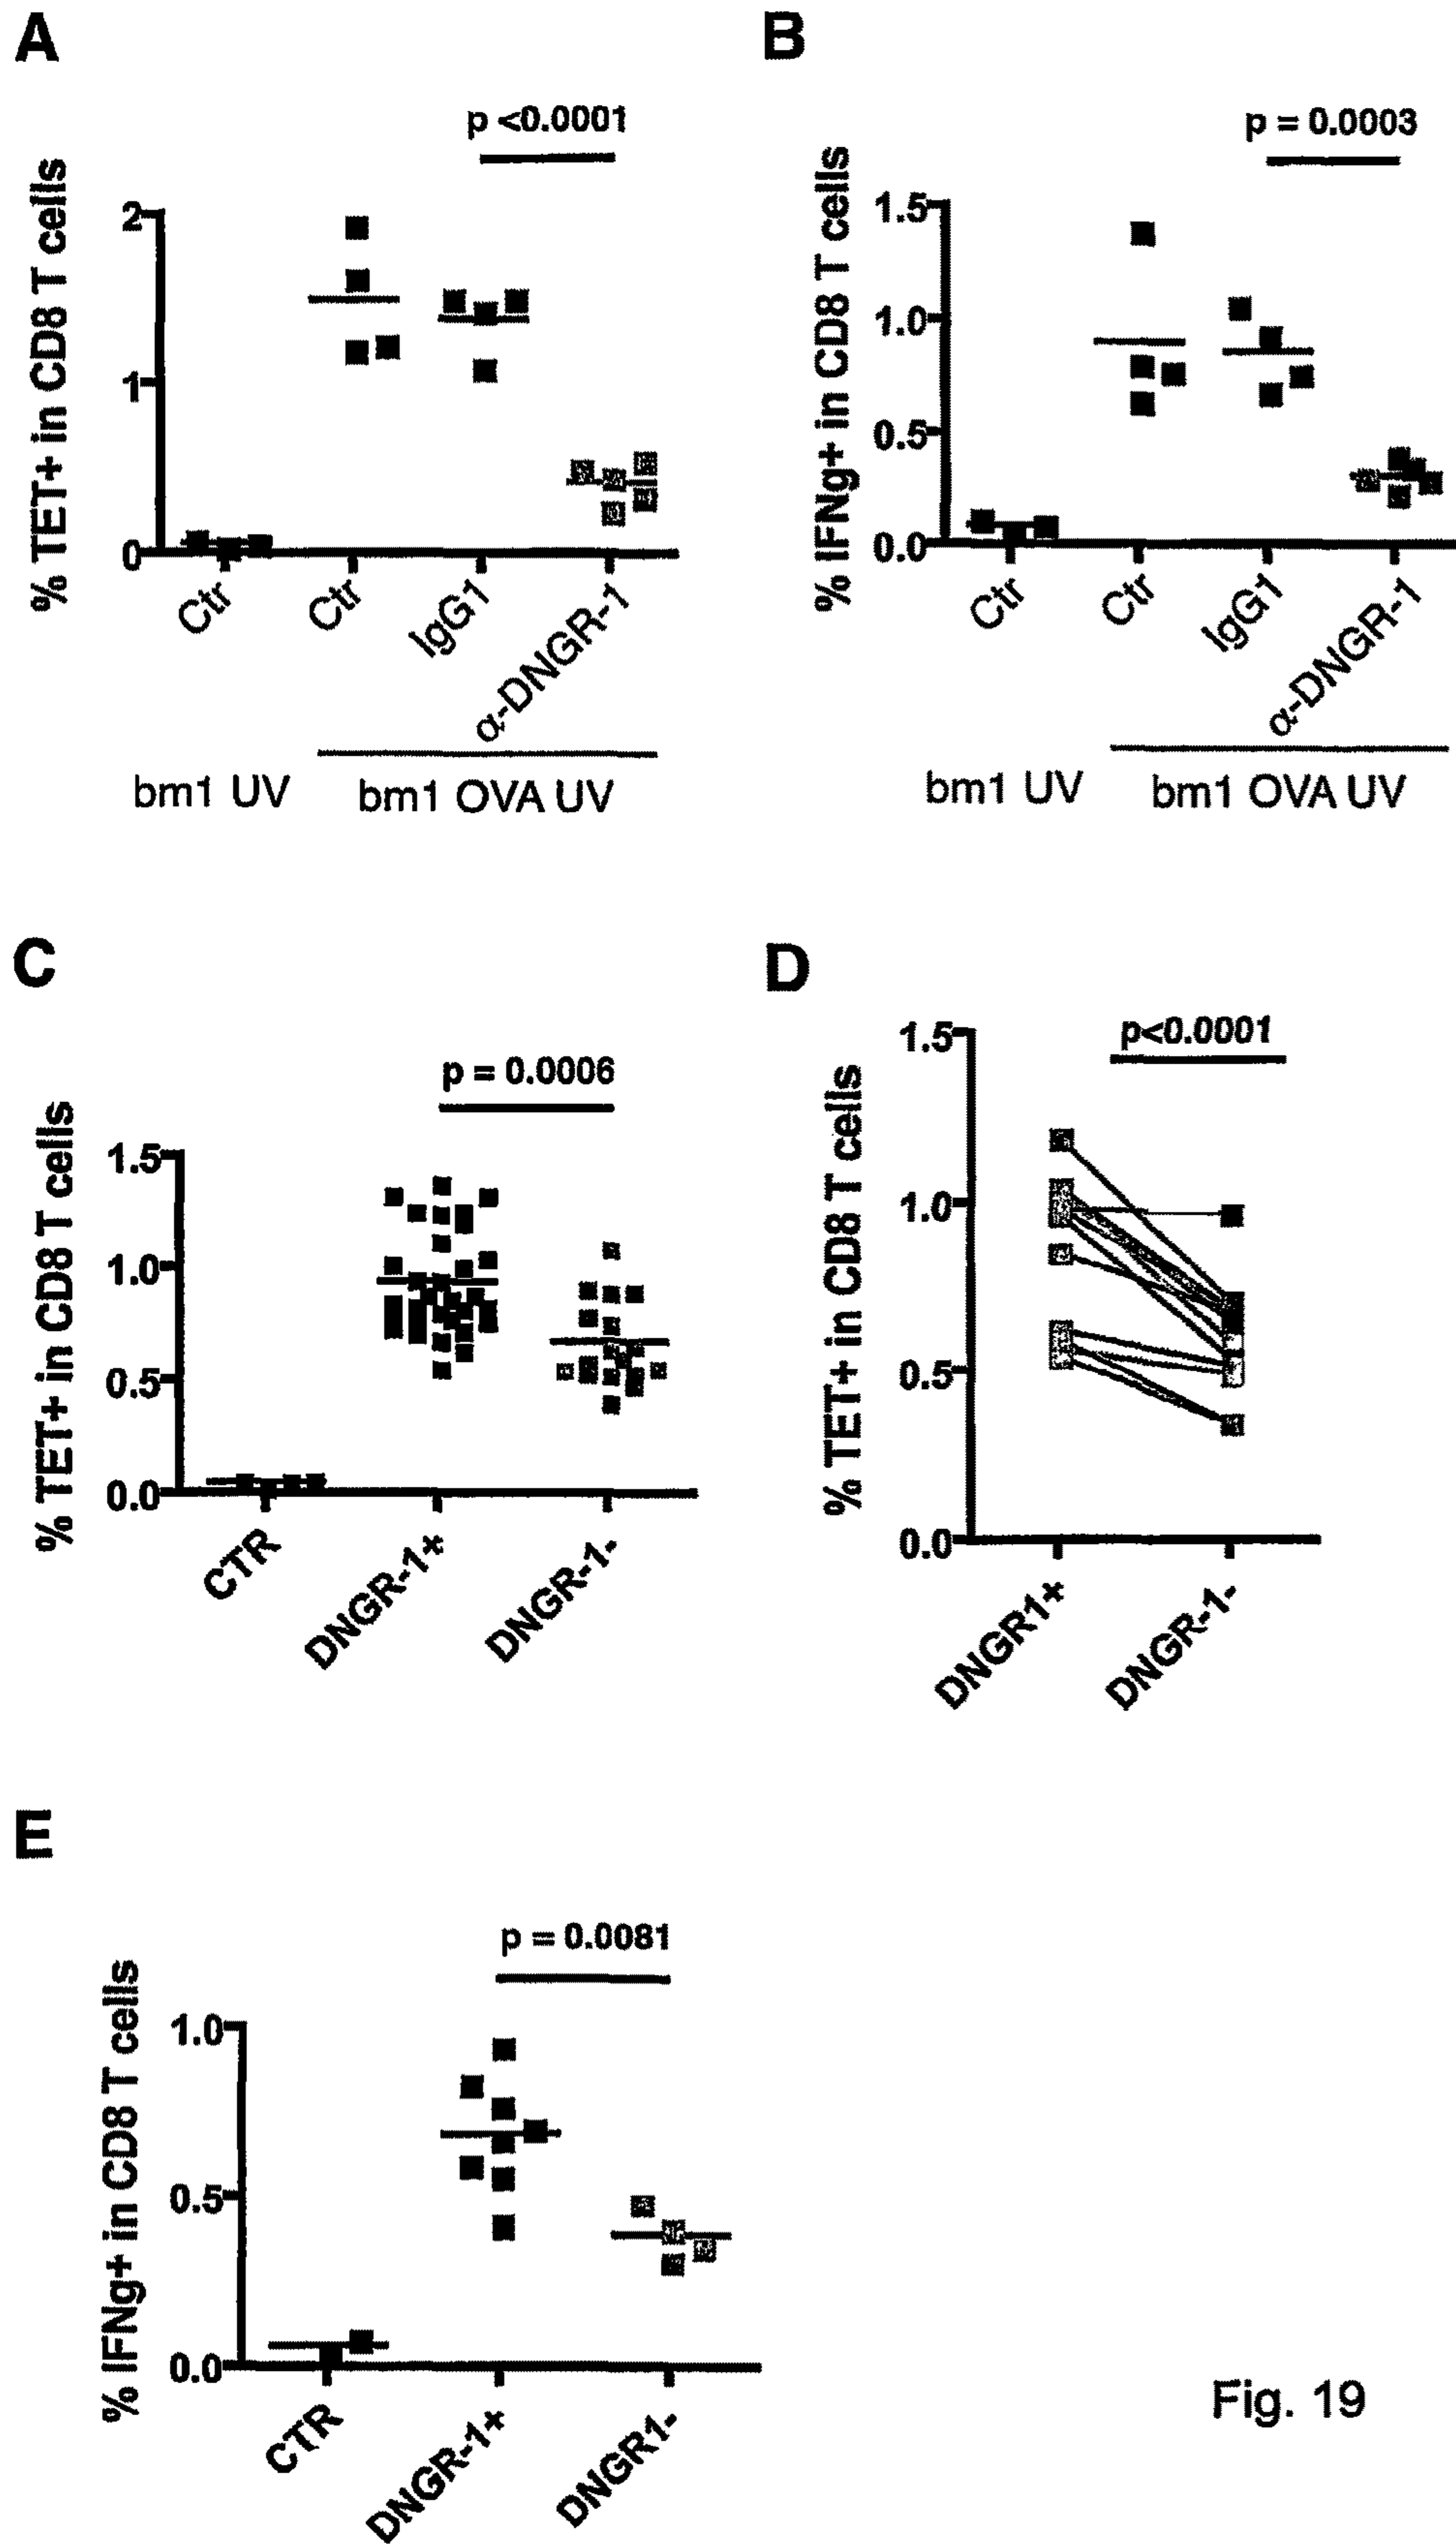 A
p <0.0001
% TET+ in CD8 T cells
2
1
0
Ctr
Ctr
IgG1
α-DNGR-1
bm1 UV
bm1 OVA UV
B
p = 0.0003
% IFNg+ in CD8 T cells
1.5
1.0
0.5
0.0
Ctr
Ctr
IgG1
α-DNGR-1
bm1 UV
bm1 OVA UV
C
p = 0.0006
% TET+ in CD8 T cells
1.5
1.0
0.5
0.0
CTR
DNGR-1+
DNGR-1-
D
p<0.0001
% TET+ in CD8 T cells
1.5
1.0
0.5
0.0
DNGR1+
DNGR-1-
E
p = 0.0081
% IFNg+ in CD8 T cells
1.0
0.5
0.0
CTR
DNGR-1+
DNGR1-
Fig. 19